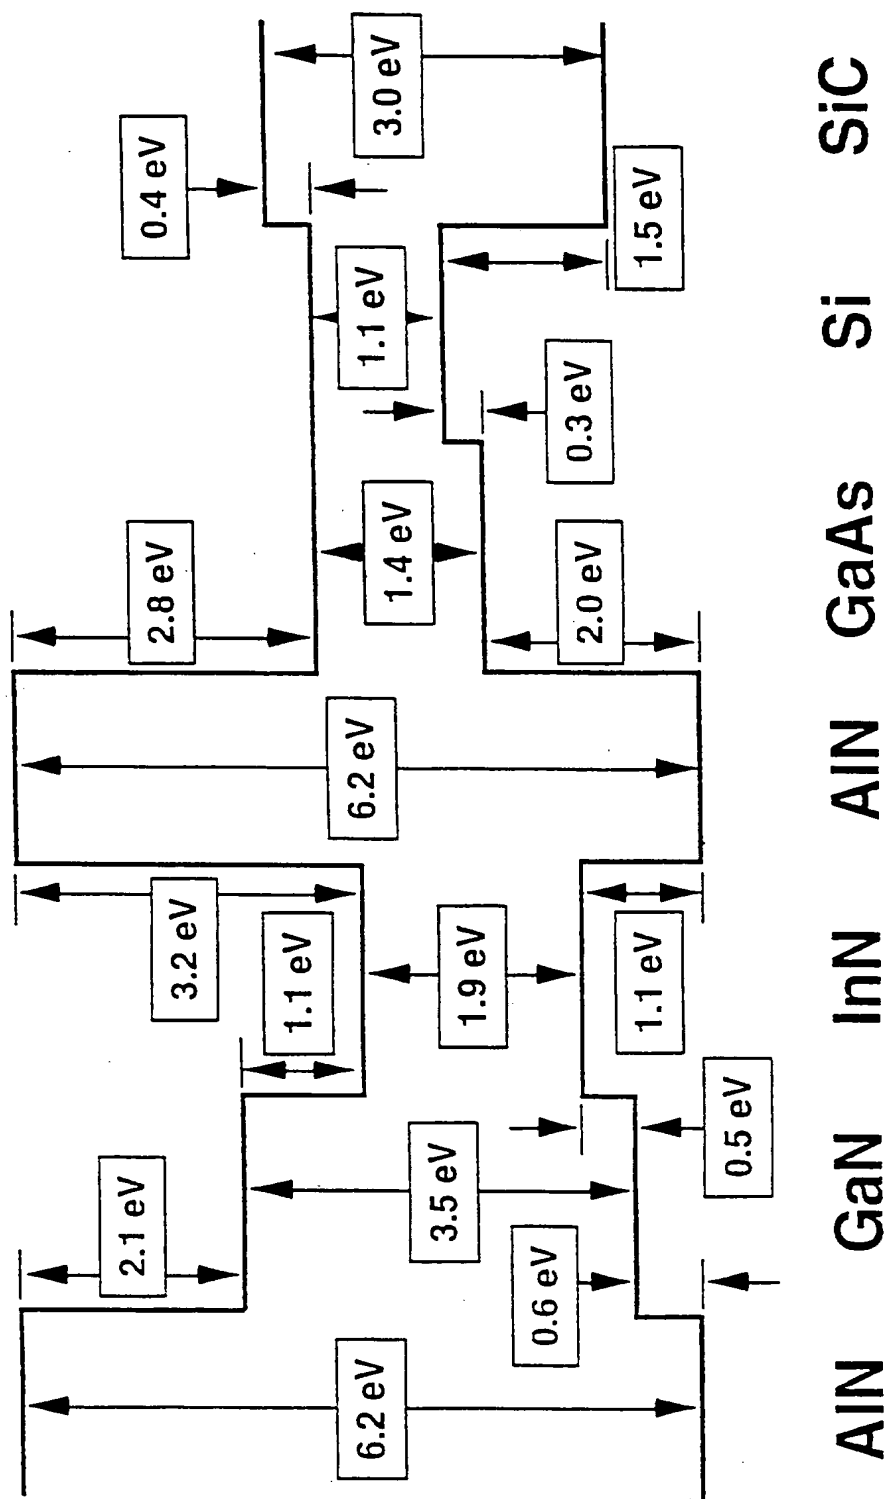 6.2 eV
2.1 eV
0.6 eV
3.5 eV
0.5 eV
1.1 eV
3.2 eV
1.9 eV
1.1 eV
6.2 eV
2.8 eV
2.0 eV
1.4 eV
0.3 eV
1.1 eV
0.4 eV
1.5 eV
3.0 eV
AlN
GaN
InN
AlN
GaAs
Si
SiC